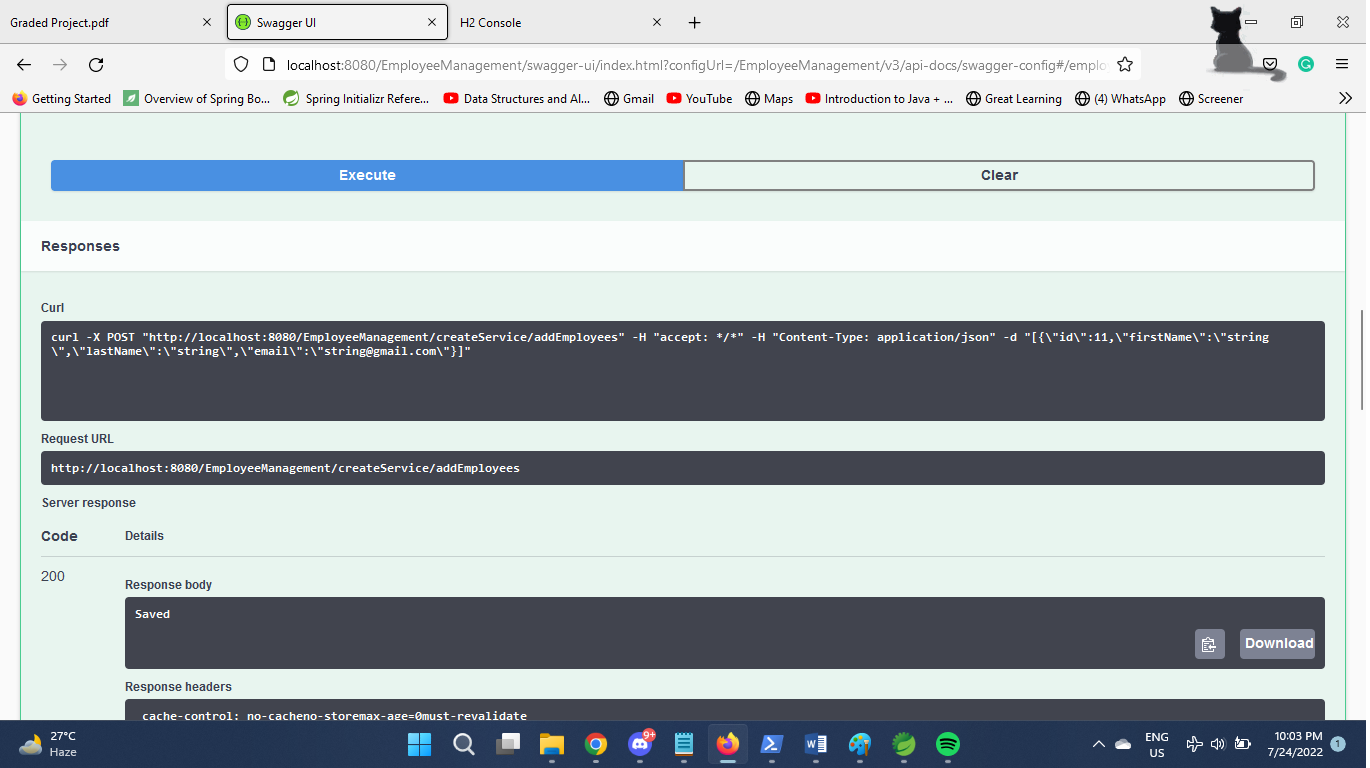 Graded Project.pdf
Swagger UI
H2 Console
localhost:8080/EmployeeManagement/swagger-ui/index.html?configUrl=/EmployeeManagement/v3/api-docs/swagger-config#/emplo
Getting Started
Overview of Spring Bo...
Spring Initializr Refere...
Data Structures and Al...
Gmail
YouTube
Maps
Introduction to Java + ...
Great Learning
(4) WhatsApp
Screener
Execute
Clear
Responses
Curl
curl -X POST "http://localhost:8080/EmployeeManagement/createService/addEmployees" -H "accept: */*" -H "Content-Type: application/json" -d "[{\"id\":11,\"firstName\":\"string
\",\"lastName\":\"string\",\"email\":\"string@gmail.com\"}]"
Request URL
http://localhost:8080/EmployeeManagement/createService/addEmployees
Server response
Code
Details
200
Response body
Saved
Download
Response headers
cache-control: no-cacheno-storemax-age=0must-revalidate
27°C
Haze
9+
ENG
US
10:03 PM
7/24/2022
1